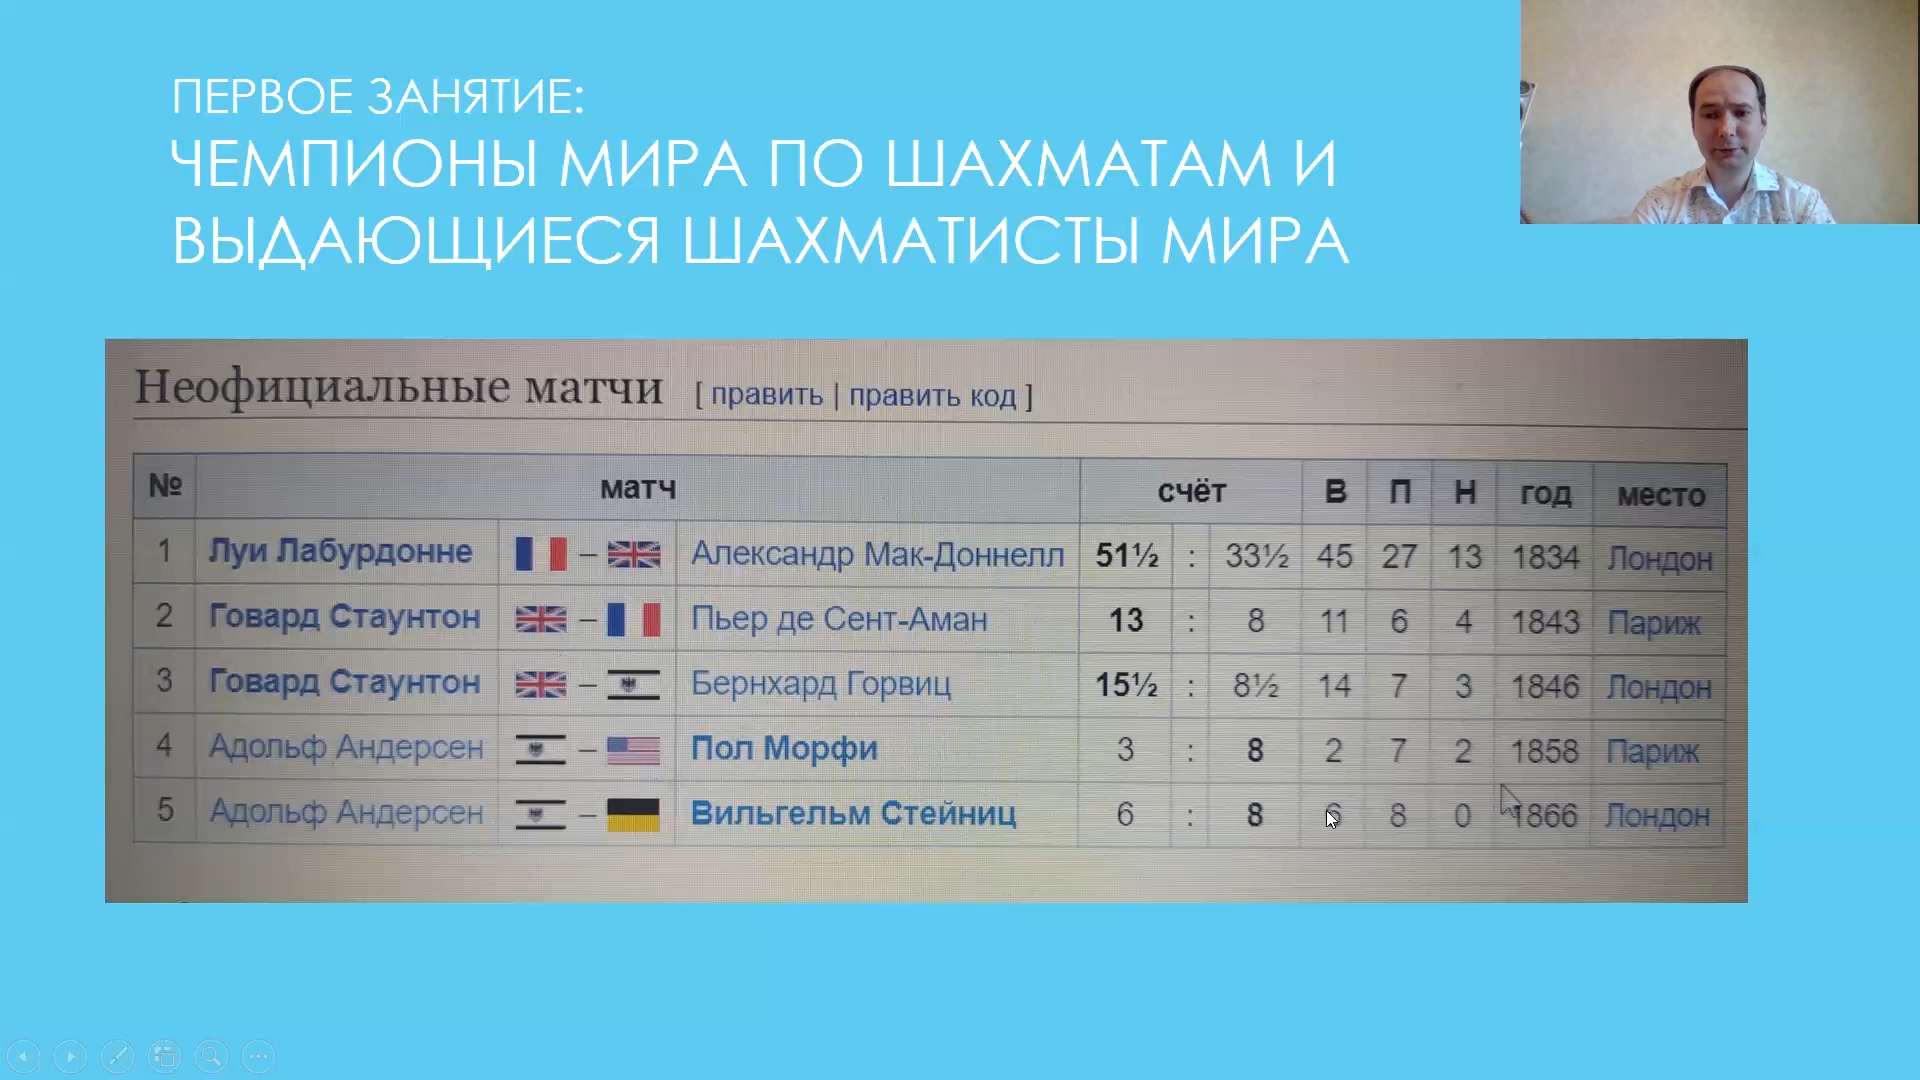 ПЕРВОЕ ЗАНЯТИЕ:
ЧЕМПИОНЫ МИРА ПО ШАХМАТАМ И
ВЫДАЮЩИЕСЯ ШАХМАТИСТЫ МИРА
Неофициальные матчи [ править | править код ]
№ матч счёт В П Н год место
1 Луи Лабурдонне – Александр Мак-Доннелл 51½ : 33½ 45 27 13 1834 Лондон
2 Говард Стаунтон – Пьер де Сент-Аман 13 : 8 11 6 4 1843 Париж
3 Говард Стаунтон – Бернхард Горвиц 15½ : 8½ 14 7 3 1846 Лондон
4 Адольф Андерсен – Пол Морфи 3 : 8 2 7 2 1858 Париж
5 Адольф Андерсен – Вильгельм Стейниц 6 : 8 6 8 0 1866 Лондон